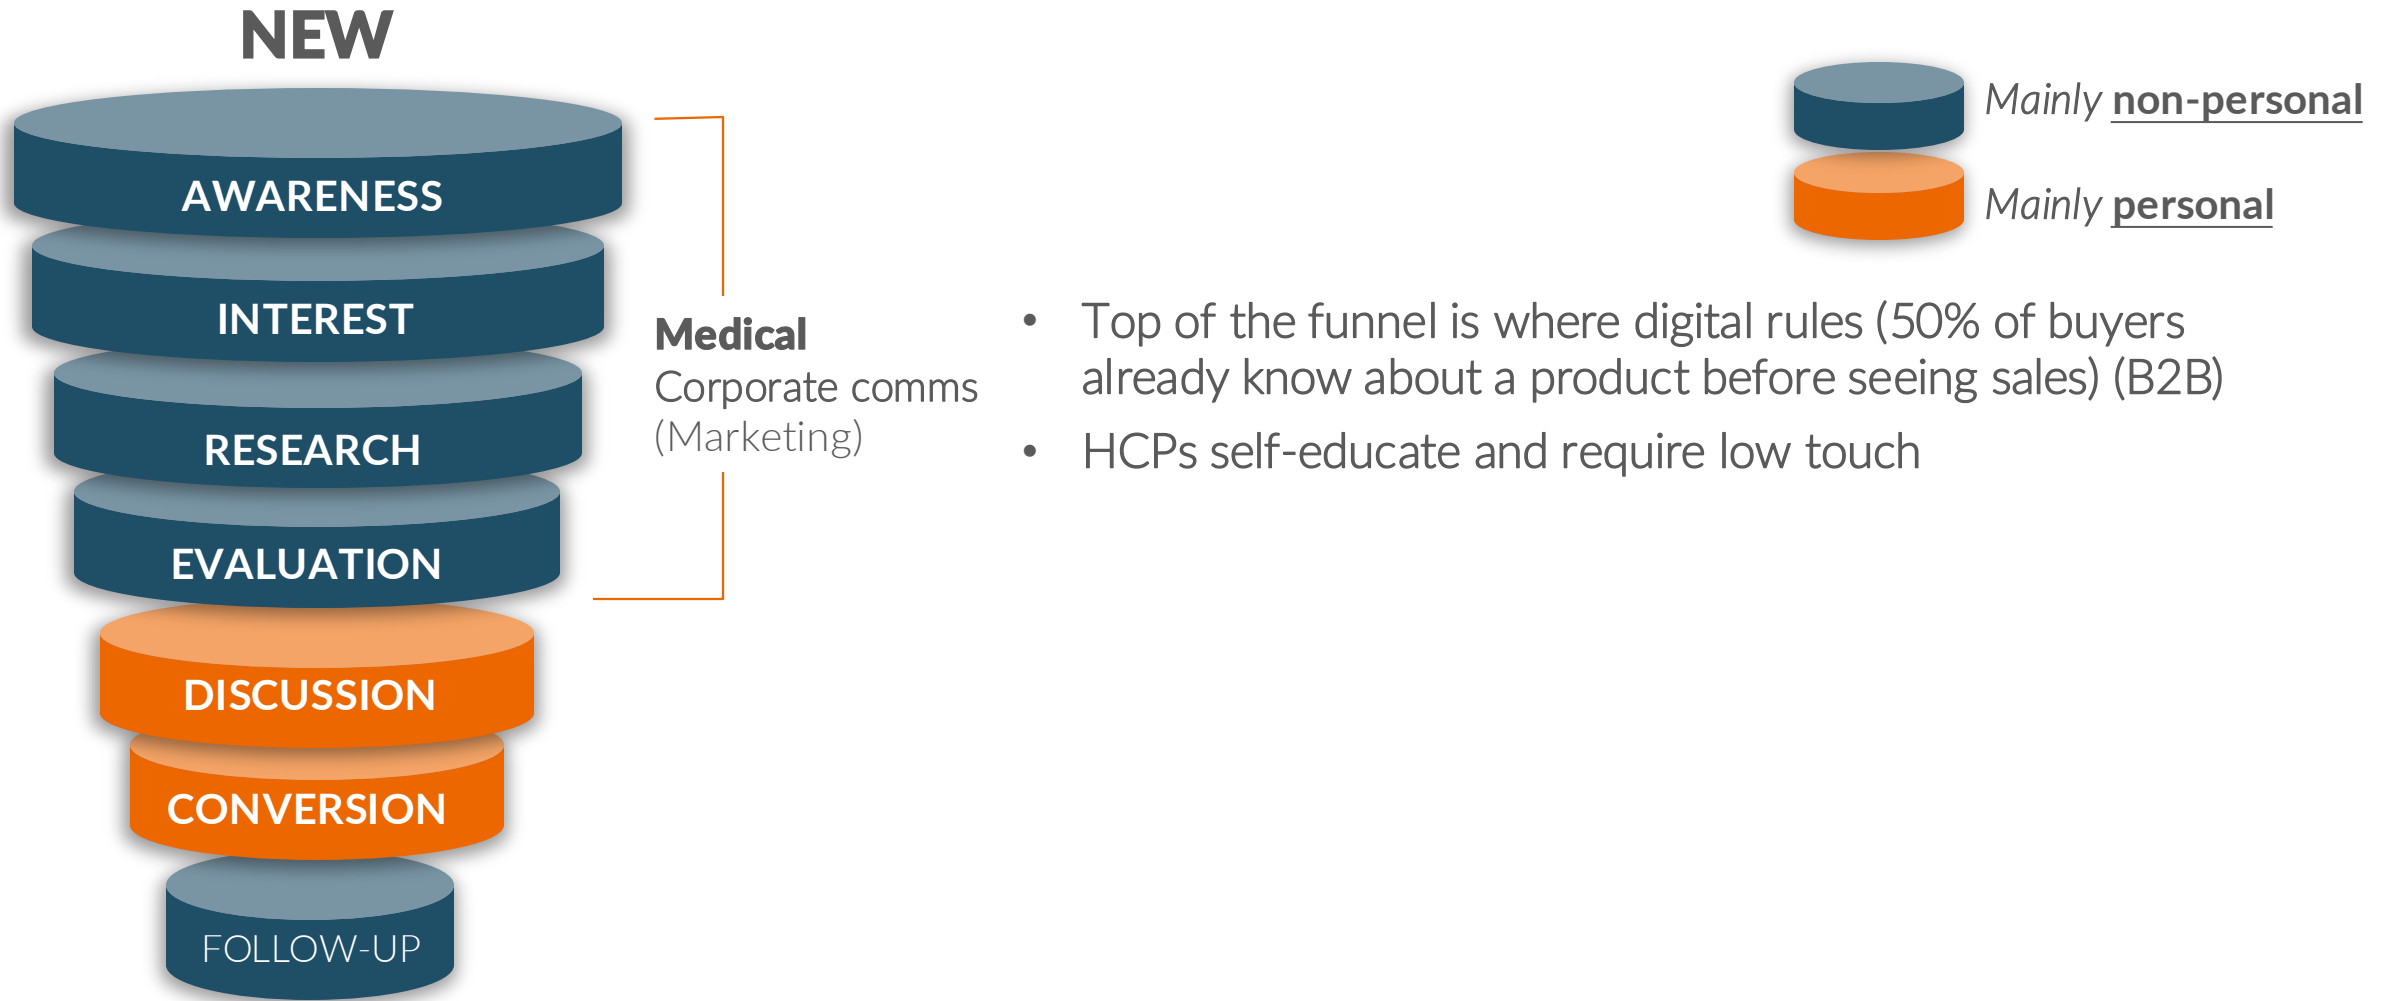 NEW
AWARENESS
INTEREST
RESEARCH
EVALUATION
DISCUSSION
CONVERSION
FOLLOW-UP
Medical
Corporate comms
(Marketing)
Mainly non-personal
Mainly personal
• Top of the funnel is where digital rules (50% of buyers
already know about a product before seeing sales) (B2B)
• HCPs self-educate and require low touch